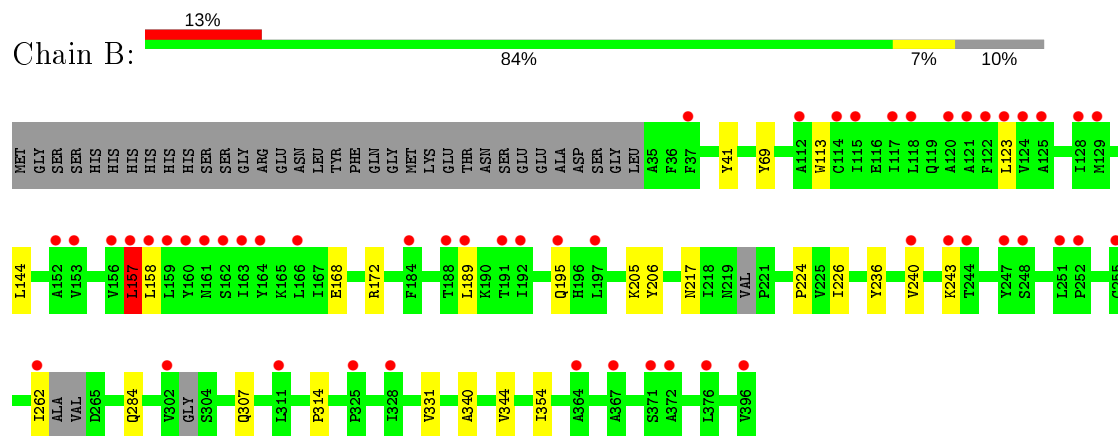 13%
Chain B:
84% 7% 10%
MET GLY SER SER HIS HIS HIS HIS HIS HIS SER SER GLY ARG GLU ASN LEU TYR PHE GLN GLY MET LYS GLU THR ASN SER GLU GLU ALA ASP SER GLY LEU A35 F36 F37 Y41 Y69 A112 W113 C114 I115 E116 I117 L118 Q119 A120 A121 F122 L123 V124 A125 I128 M129
L144 A152 V153 V156 L157 L158 L159 Y160 N161 S162 I163 Y164 K165 L166 I167 E168 R172 F184 T188 L189 K190 T191 I192 Q195 H196 L197 K205 Y206 N217 I218 N219 VAL P221 P224 V225 I226 Y236 V240 K243 T244 Y247 S248 L251 P252
I262 ALA VAL D265 Q284 V302 GLY S304 Q307 L311 P314 P325 I328 V331 A340 V344 I354 A364 A367 S371 A372 L376 V396